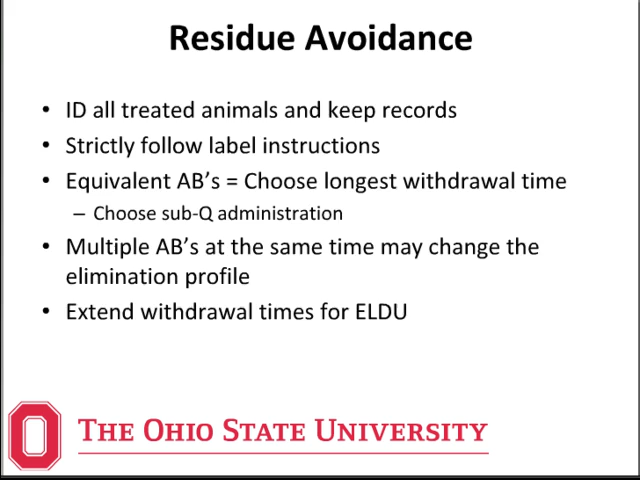 Residue Avoidance
• ID all treated animals and keep records
• Strictly follow label instructions
• Equivalent AB's = Choose longest withdrawal time
– Choose sub-Q administration
• Multiple AB's at the same time may change the
elimination profile
• Extend withdrawal times for ELDU
THE OHIO STATE UNIVERSITY